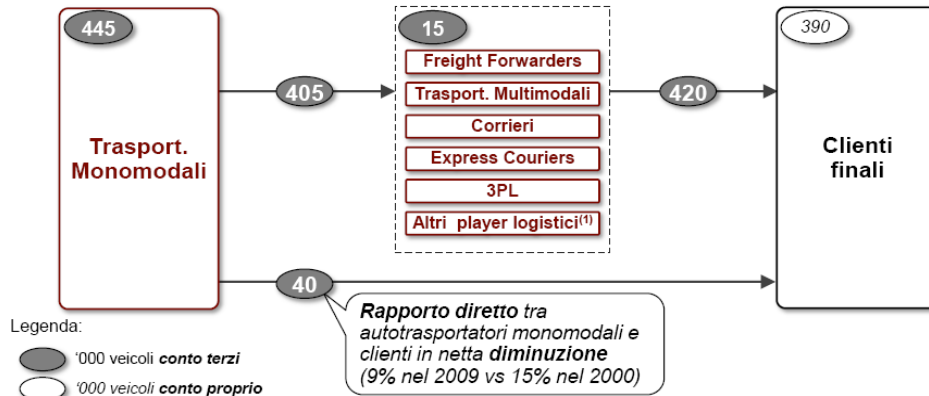 445
15
390
Freight Forwarders
405
Trasport. Multimodali
420
Corrieri
Trasport.
Monomodali
Clienti
finali
Express Couriers
3PL
Altri player logistici(1)
40
Rapporto diretto tra
autotrasportatori monomodali e
clienti in netta diminuzione
(9% nel 2009 vs 15% nel 2000)
Legenda:
‘000 veicoli conto terzi
‘000 veicoli conto proprio